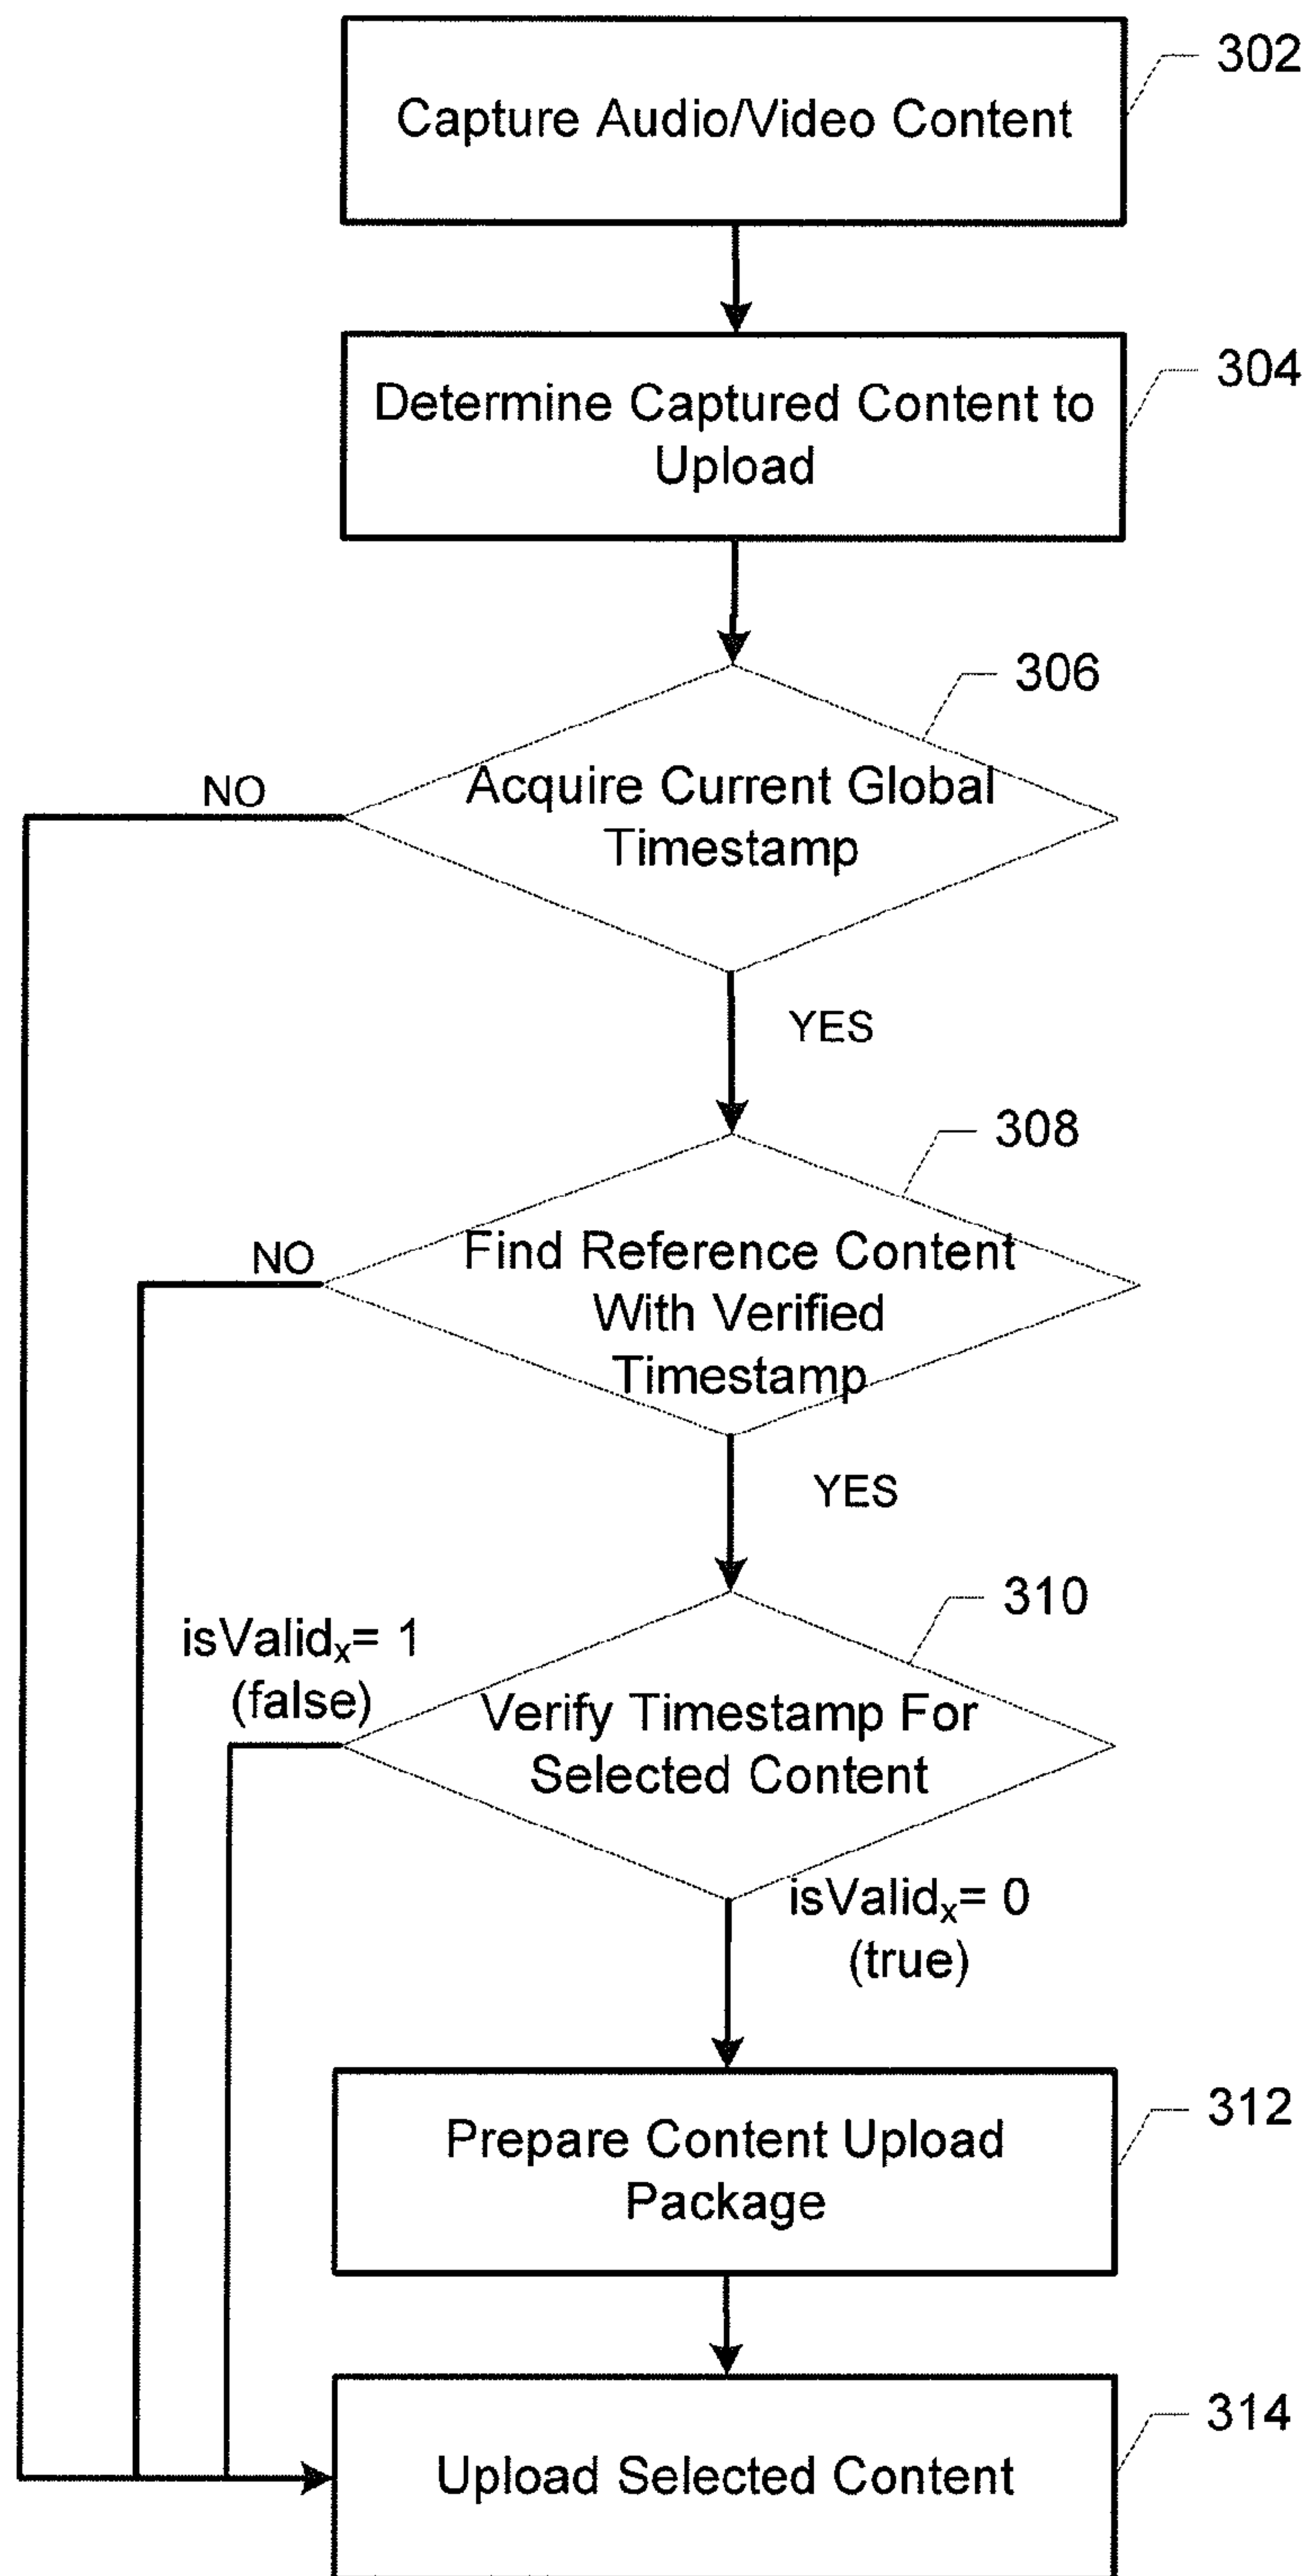 302
Capture Audio/Video Content
304
Determine Captured Content to
Upload
306
Acquire Current Global
Timestamp
NO
YES
308
Find Reference Content
With Verified
Timestamp
NO
YES
310
isValidₓ= 1
(false)
Verify Timestamp For
Selected Content
isValidₓ= 0
(true)
312
Prepare Content Upload
Package
314
Upload Selected Content